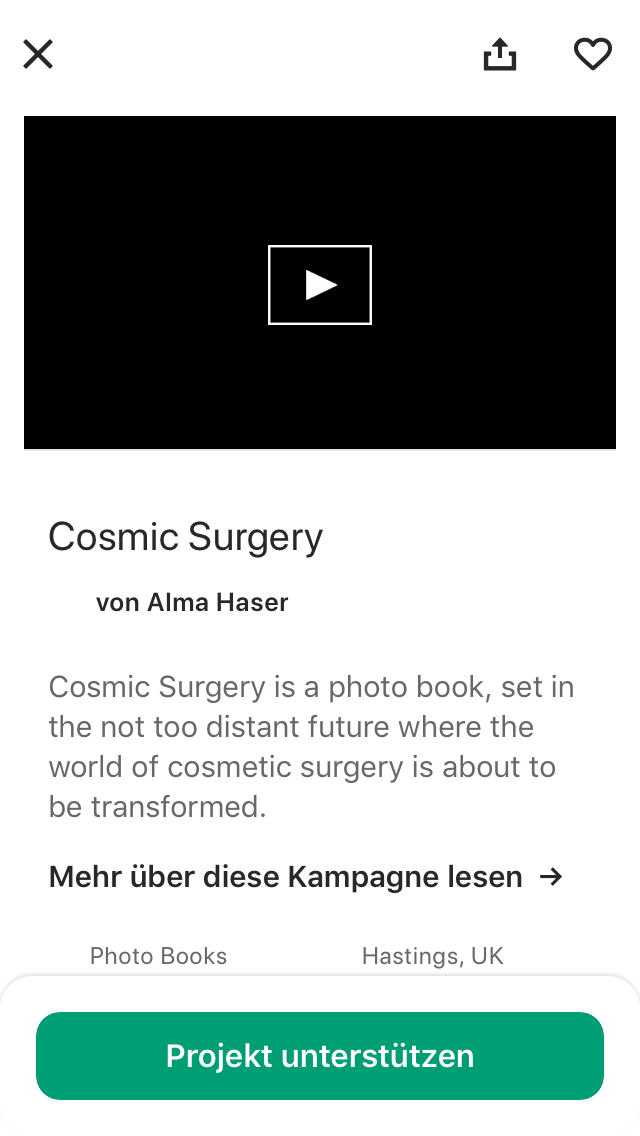 Cosmic Surgery
von Alma Haser
Cosmic Surgery is a photo book, set in
the not too distant future where the
world of cosmetic surgery is about to
be transformed.
Mehr über diese Kampagne lesen →
Photo Books
Hastings, UK
Projekt unterstützen